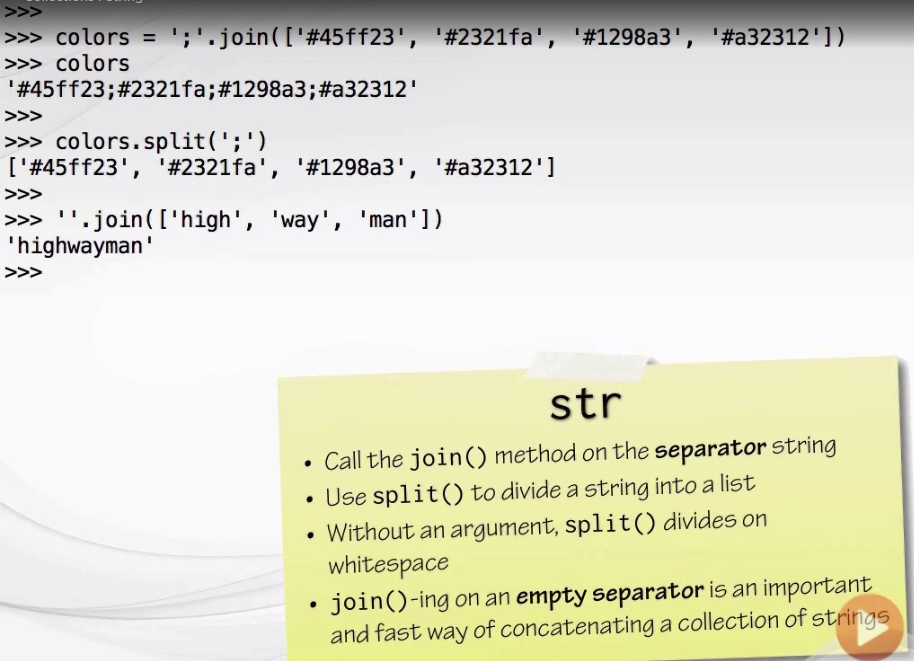 >>>
>>> colors = ';'.join(['#45ff23', '#2321fa', '#1298a3', '#a32312'])
>>> colors
'#45ff23;#2321fa;#1298a3;#a32312'
>>>
>>> colors.split(';')
['#45ff23', '#2321fa', '#1298a3', '#a32312']
>>>
>>> ''.join(['high', 'way', 'man'])
'highwayman'
>>>
str
• Call the join() method on the separator string
• Use split() to divide a string into a list
• Without an argument, split() divides on
whitespace
• join()-ing on an empty separator is an important
and fast way of concatenating a collection of strings